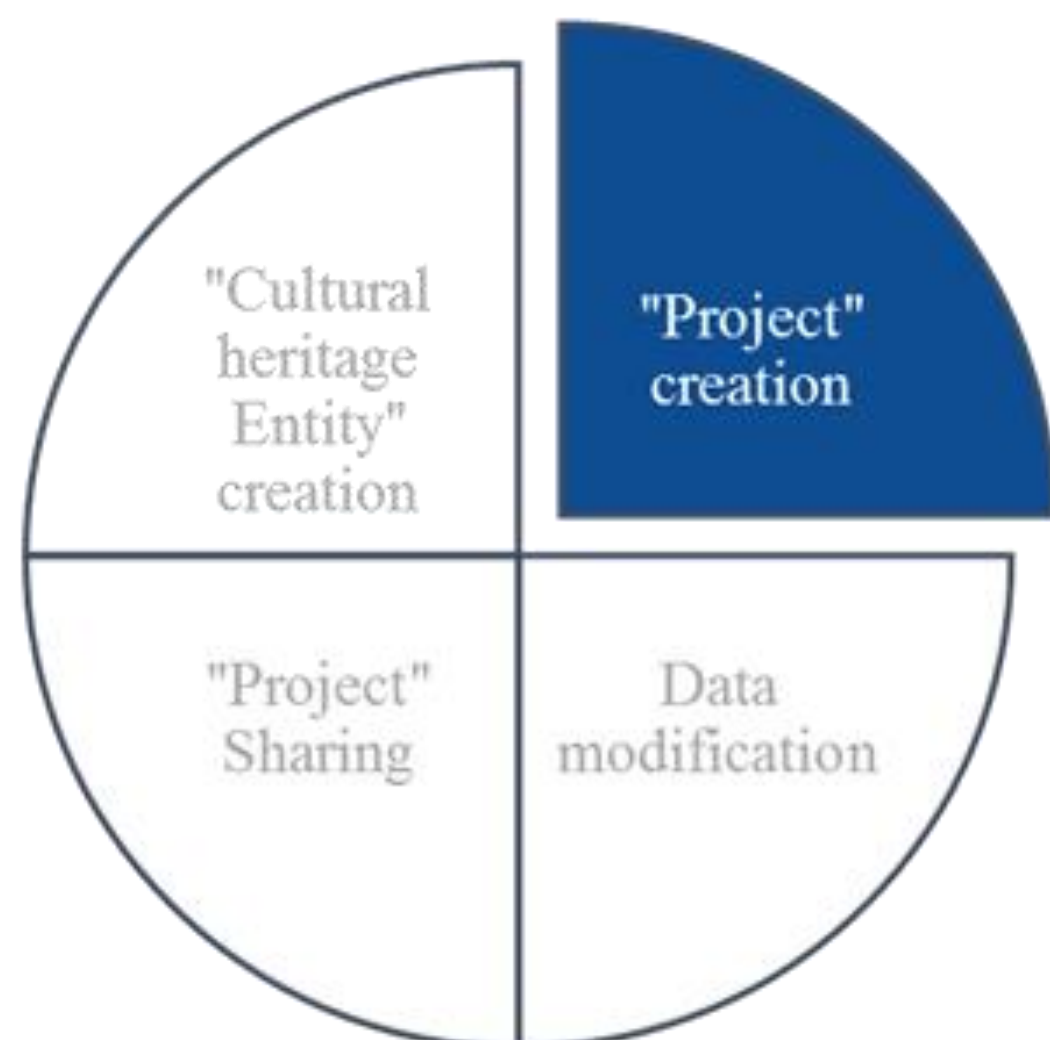 "Cultural
heritage
Entity"
creation
"Project"
creation
"Project"
Sharing
Data
modification